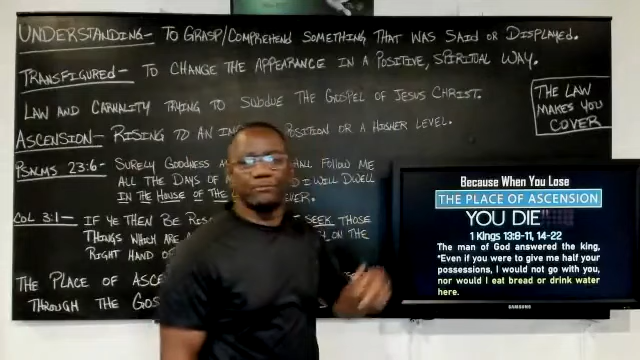 UNDERSTANDING- TO GRASP/COMPREHEND SOMETHING THAT WAS SAID OR DISPLAYED.
TRANSFIGURED- TO CHANGE THE APPEARANCE IN A POSITIVE, SPIRITUAL WAY.
LAW AND CARNALITY TRYING TO SUBDUE THE GOSPEL OF JESUS CHRIST.
ASCENSION- RISING TO AN POSITION OR A HIGHER LEVEL.
PSALMS 23:6- SURELY GOODNESS SHALL FOLLOW ME
ALL THE DAYS AND I WILL DWELL
IN THE HOUSE OF THE
COL 3:1- IF YE THEN BE SEEK THOSE
THINGS WHICH ARE ON THE
RIGHT HAND OF
THE PLACE OF
THROUGH THE
THE LAW
MAKES YOU
COVER
Because When You Lose
THE PLACE OF ASCENSION
YOU DIE
1 Kings 13:8-11, 14-22
The man of God answered the king,
"Even if you were to give me half your
possessions, I would not go with you,
nor would I eat bread or drink water
here.
SAMSUNG